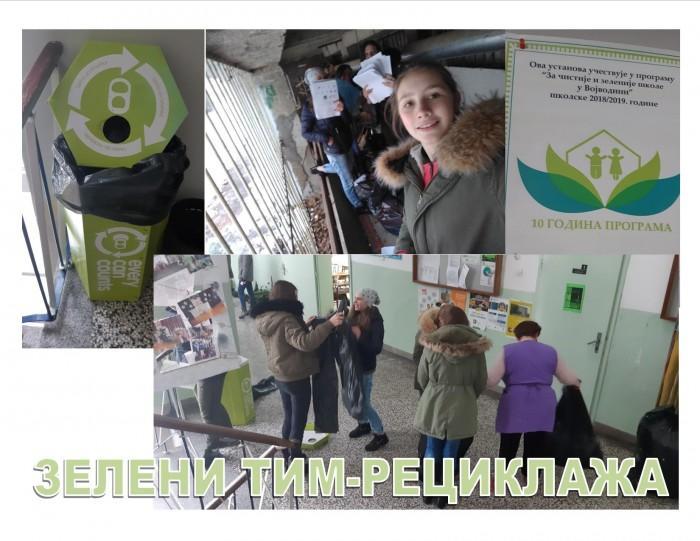 every
can
counts
Ова установа учествује у програму
"За чистије и зеленије школе
у Војводини"
школске 2018/2019. године
10 ГОДИНА ПРОГРАМА
ЗЕЛЕНИ ТИМ-РЕЦИКЛАЖА